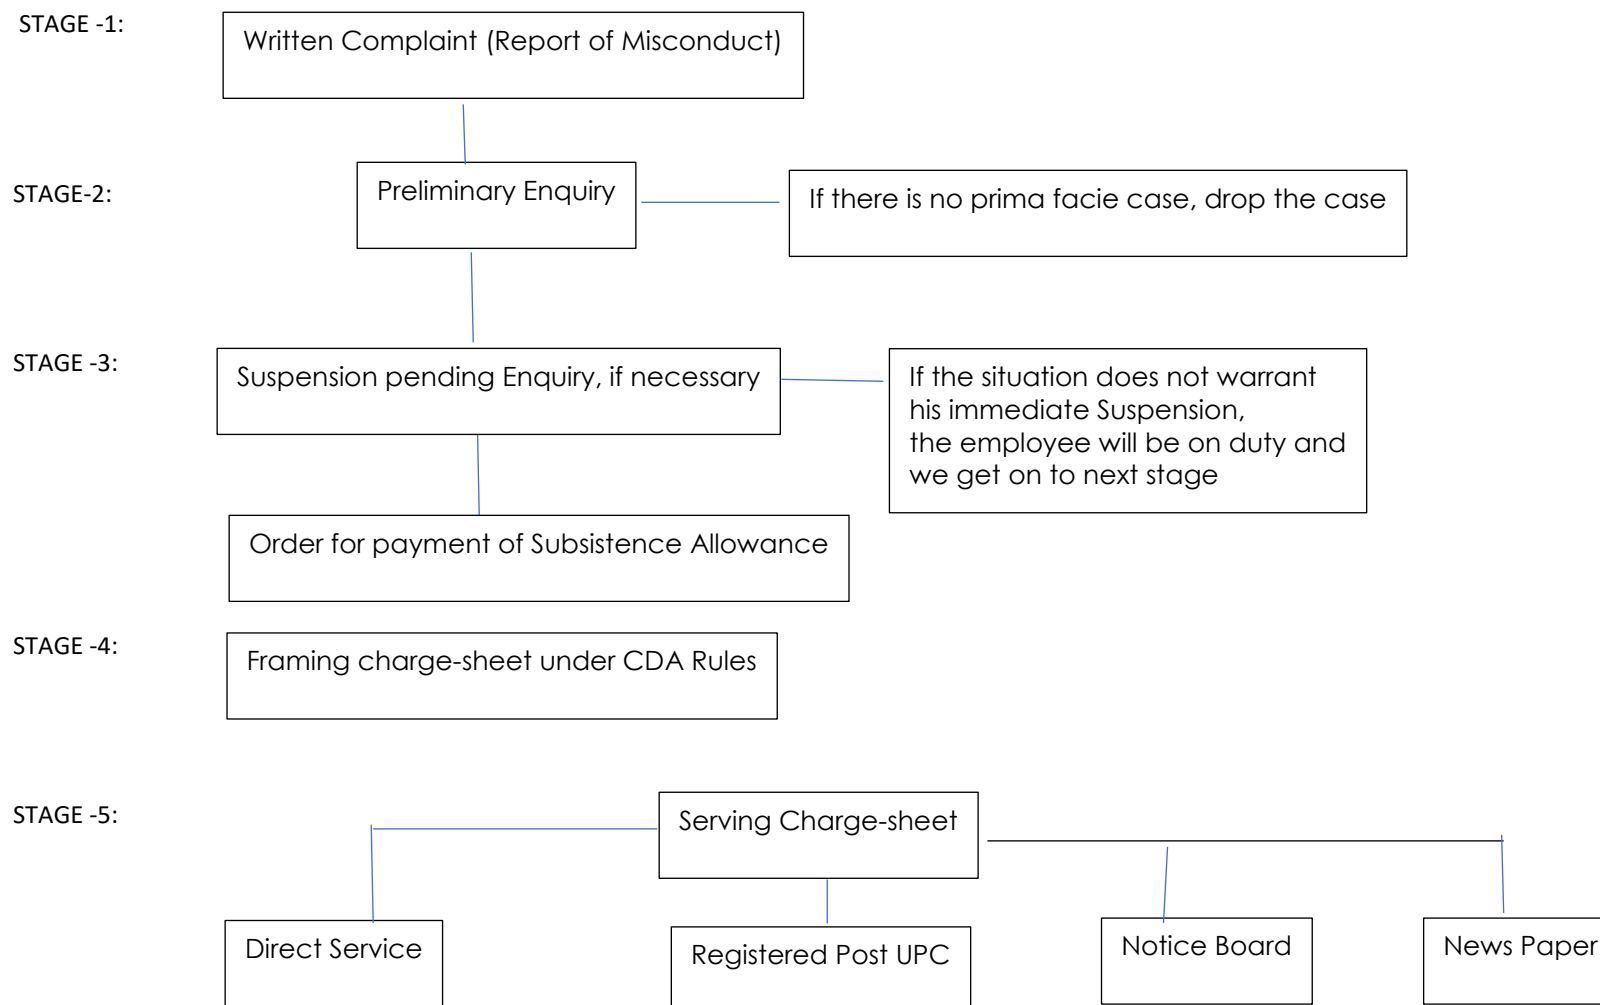 STAGE -1:
Written Complaint (Report of Misconduct)
STAGE-2:
Preliminary Enquiry
If there is no prima facie case, drop the case
STAGE -3:
Suspension pending Enquiry, if necessary
If the situation does not warrant
his immediate Suspension,
the employee will be on duty and
we get on to next stage
Order for payment of Subsistence Allowance
STAGE -4:
Framing charge-sheet under CDA Rules
STAGE -5:
Serving Charge-sheet
Direct Service
Registered Post UPC
Notice Board
News Paper